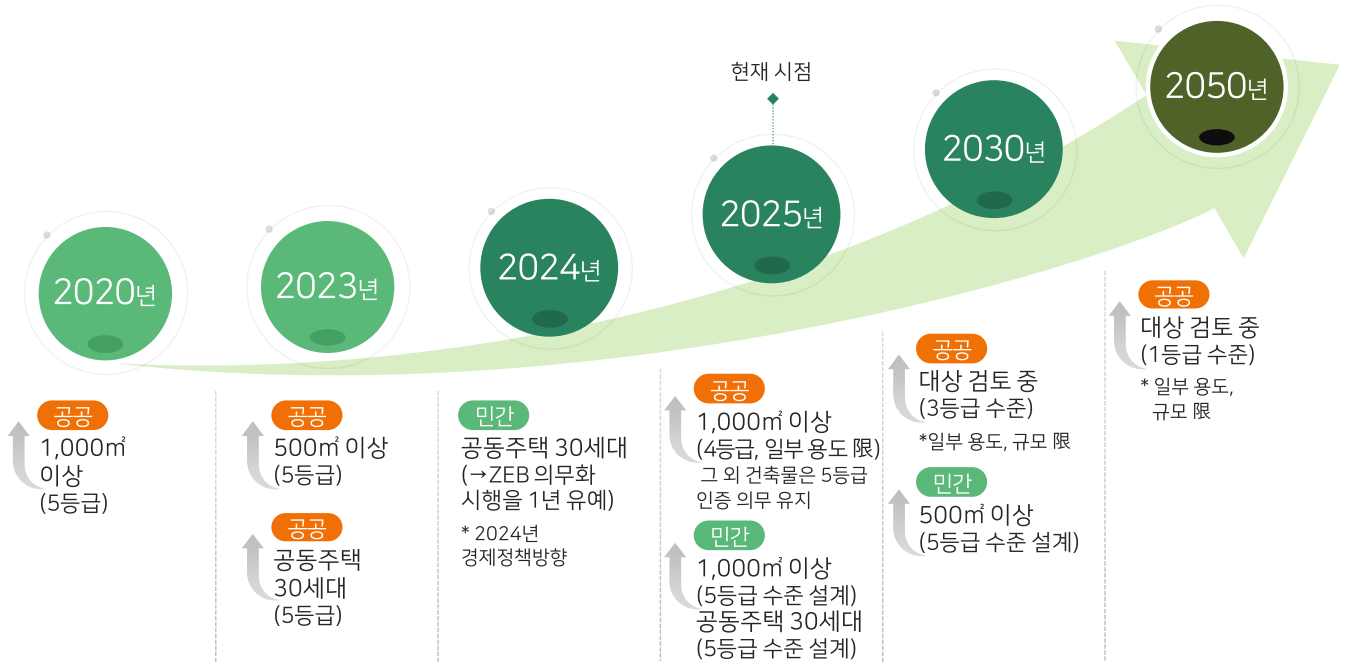 현재 시점
2020년
2023년
2024년
2025년
2030년
2050년
공공
1,000㎡
이상
(5등급)
공공
500㎡ 이상
(5등급)
공공
공동주택
30세대
(5등급)
민간
공동주택 30세대
(→ZEB 의무화
시행을 1년 유예)
* 2024년
경제정책방향
공공
1,000㎡ 이상
(4등급, 일부 용도 限)
그 외 건축물은 5등급
인증 의무 유지
민간
1,000㎡ 이상
(5등급 수준 설계)
공동주택 30세대
(5등급 수준 설계)
공공
대상 검토 중
(3등급 수준)
*일부 용도, 규모 限
민간
500㎡ 이상
(5등급 수준 설계)
공공
대상 검토 중
(1등급 수준)
* 일부 용도,
규모 限